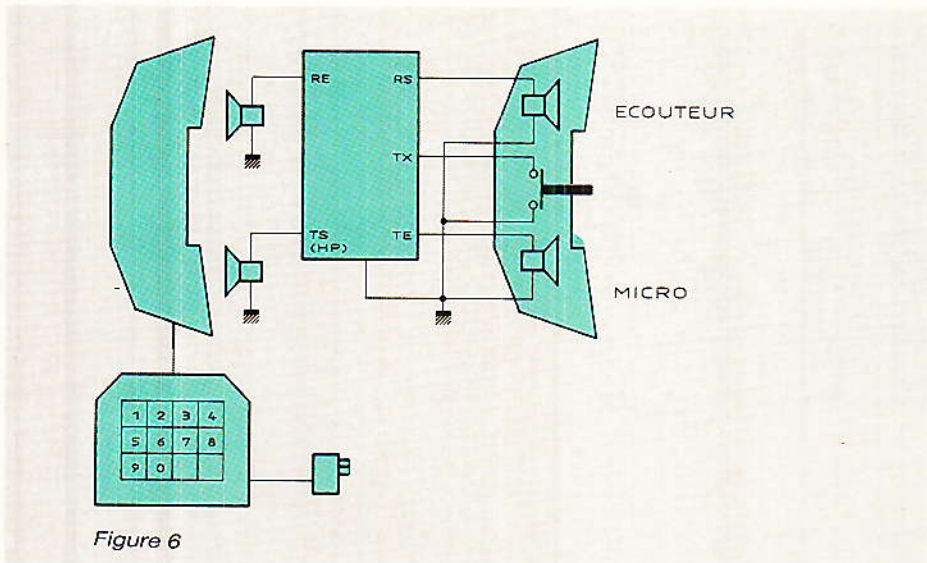 RE RS
ECOUTEUR
TX
TS TE
(HP)
MICRO
1 2 3 4
5 6 7 8
9 0
Figure 6